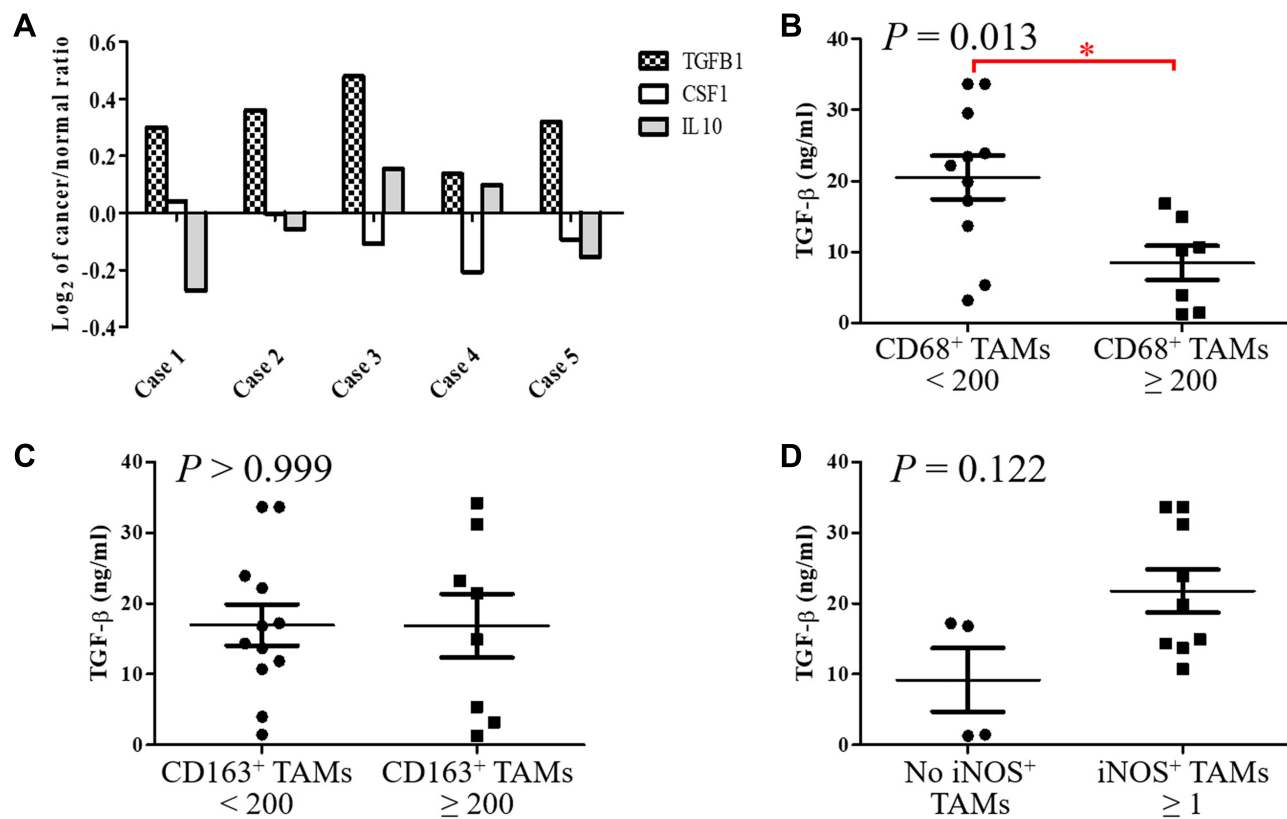 A
Log₂ of cancer/normal ratio
0.6
0.4
0.2
0.0
-0.2
-0.4
Case 1
Case 2
Case 3
Case 4
Case 5
TGFB1
CSF1
IL10
B
P = 0.013
*
TGF-β (ng/ml)
40
30
20
10
0
CD68⁺ TAMs
< 200
CD68⁺ TAMs
≥ 200
C
P > 0.999
TGF-β (ng/ml)
40
30
20
10
0
CD163⁺ TAMs
< 200
CD163⁺ TAMs
≥ 200
D
P = 0.122
TGF-β (ng/ml)
40
30
20
10
0
No iNOS⁺
TAMs
iNOS⁺ TAMs
≥ 1